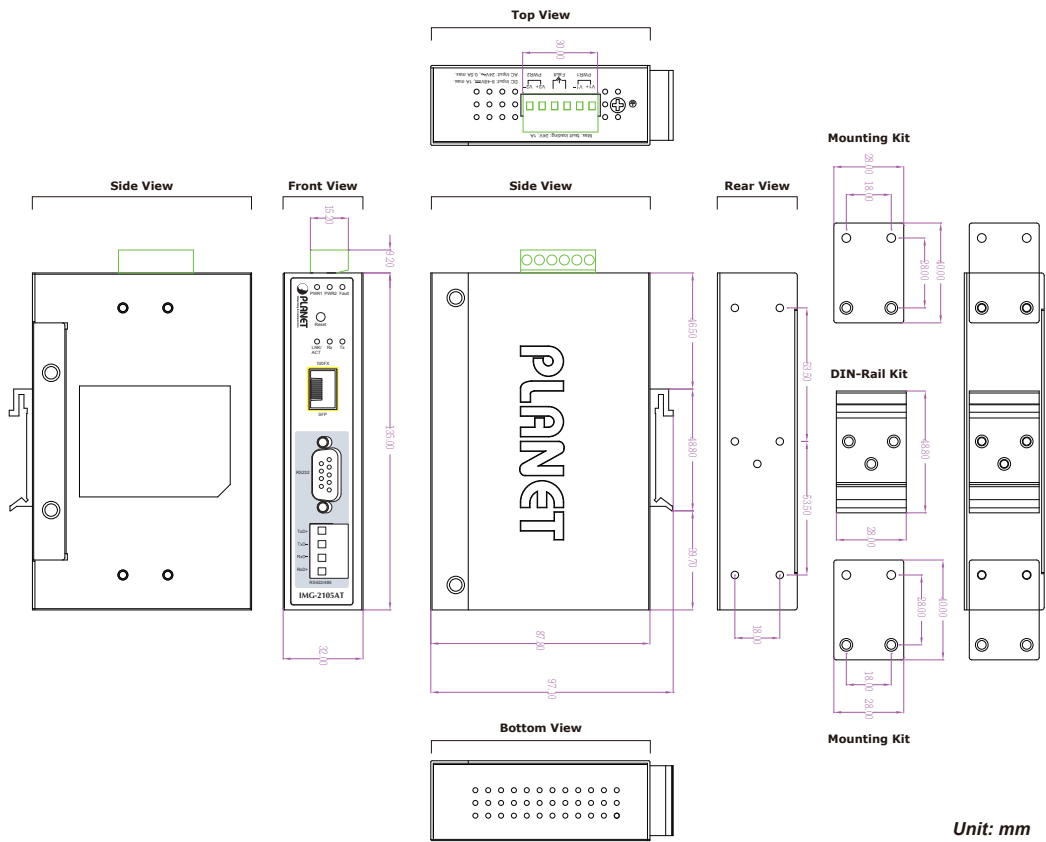 Top View
30.00
DC Input: 9-48V⎓, 1A max.
AC Input: 24V~, 0.5A max.
PWR1
Fault
PWR2
V1+ V1-
V2+ V2-
Max. fault loading: 24V, 1A
Side View
Front View
Side View
Rear View
Mounting Kit
28.00
18.00
28.00
40.00
15.20
9.20
PLANET
PWR1 PWR2 Fault
Reset
LNK/
ACT
Rx
Tx
100FX
SFP
RS232
TxD+
TxD-
RxD-
RxD+
RS422/485
IMG-2105AT
135.00
32.00
PLANET
46.50
48.80
39.70
87.80
97.00
53.50
53.50
18.00
DIN-Rail Kit
48.80
28.00
28.00
40.00
18.00
28.00
Mounting Kit
Bottom View
Unit: mm